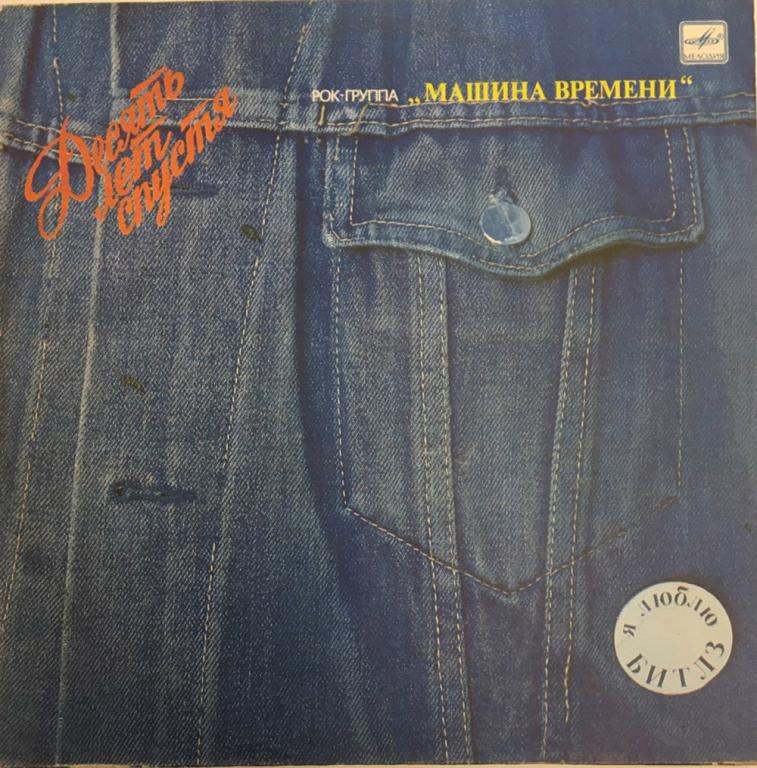 МЕЛОДИЯ
РОК-ГРУППА „МАШИНА ВРЕМЕНИ“
Десять
лет
спустя
Я ЛЮБЛЮ
БИТЛЗ